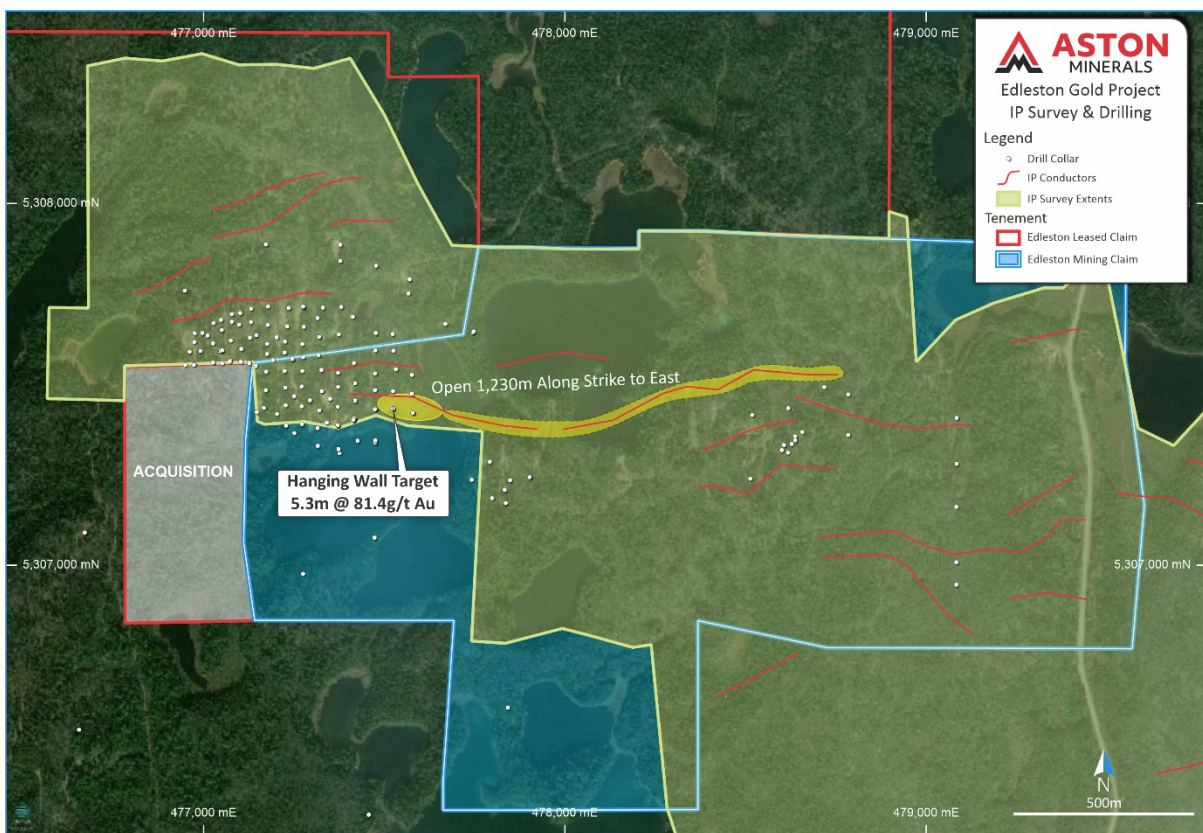 477,000 mE
478,000 mE
479,000 mE
ASTON
MINERALS
Edleston Gold Project
IP Survey & Drilling
Legend
Drill Collar
IP Conductors
IP Survey Extents
Tenement
Edleston Leased Claim
Edleston Mining Claim
5,308,000 mN
Open 1,230m Along Strike to East
ACQUISITION
Hanging Wall Target
5.3m @ 81.4g/t Au
5,307,000 mN
5,307,000 mN
N
500m
477,000 mE
478,000 mE
479,000 mE